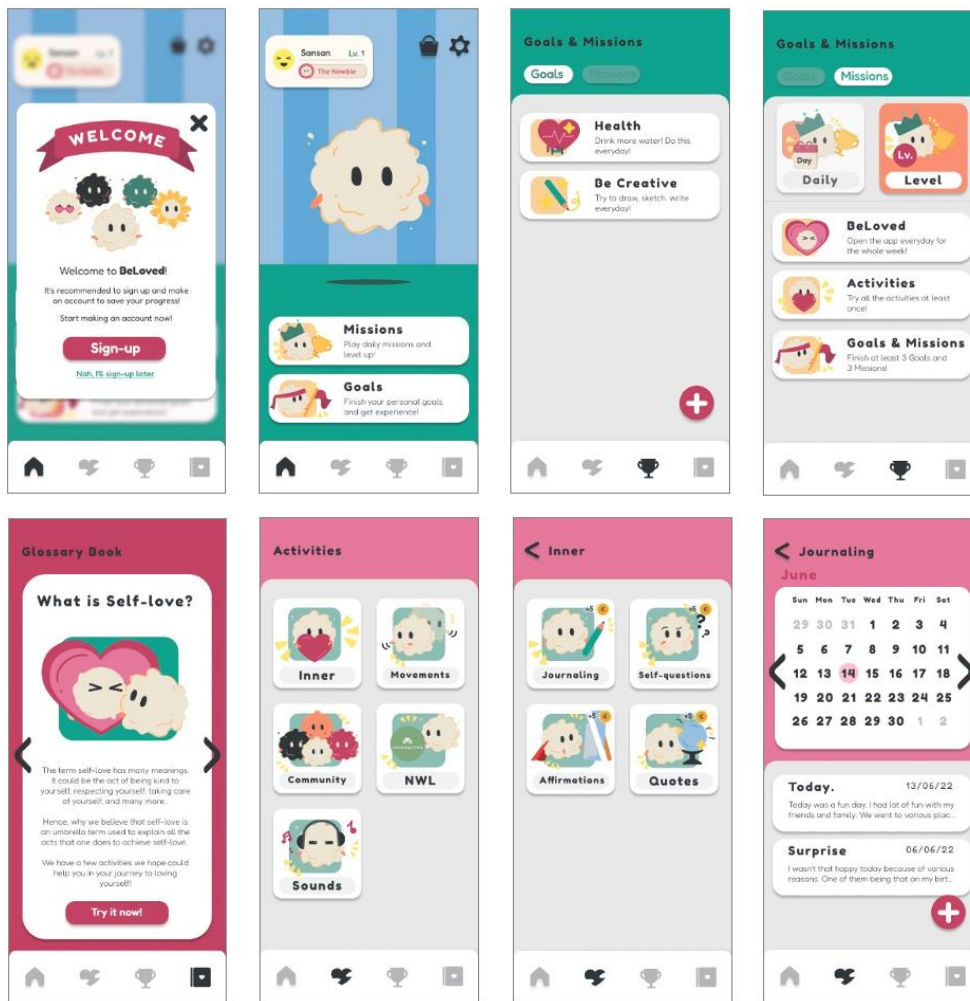 Sansan Lv. 1
The Newbie
WELCOME
Welcome to BeLoved!
It's recommended to sign up and make
an account to save your progress!
Start making an account now!
Sign-up
Nah, I'll sign-up later
Sansan Lv. 1
The Newbie
Missions
Play daily missions and
level up!
Goals
Finish your personal goals
and get experience!
Goals & Missions
Goals Missions
Health
Drink more water! Do this
everyday!
Be Creative
Try to draw, sketch. write
everyday!
Goals & Missions
Goals Missions
Day
Daily
Lv.
Level
BeLoved
Open the app everyday for
the whole week!
Activities
Try all the activities at least
once!
Goals & Missions
Finish at least 3 Goals and
3 Missions!
Glossary Book
What is Self-love?
The term self-love has many meanings.
It could be the act of being kind to
yourself, respecting yourself, taking care
of yourself, and many more.
Hence, why we believe that self-love is
an umbrella term used to explain all the
acts that one does to achieve self-love.
We have a few activities we hope could
help you in your journey to loving
yourself!
Try it now!
Activities
Inner
Movements
Community
NWL
Sounds
Inner
+5 C
Journaling
+5 C
Self-questions
+5 C
Affirmations
+5 C
Quotes
Journaling
June
Sun Mon Tue Wed Thu Fri Sat
29 30 31 1 2 3 4
5 6 7 8 9 10 11
12 13 14 15 16 17 18
19 20 21 22 23 24 25
26 27 28 29 30 1 2
Today. 13/06/22
Today was a fun day. I had lot of fun with my
friends and family. We went to various plac...
Surprise 06/06/22
I wasn't that happy today because of various
reasons. One of them being that on my birt...